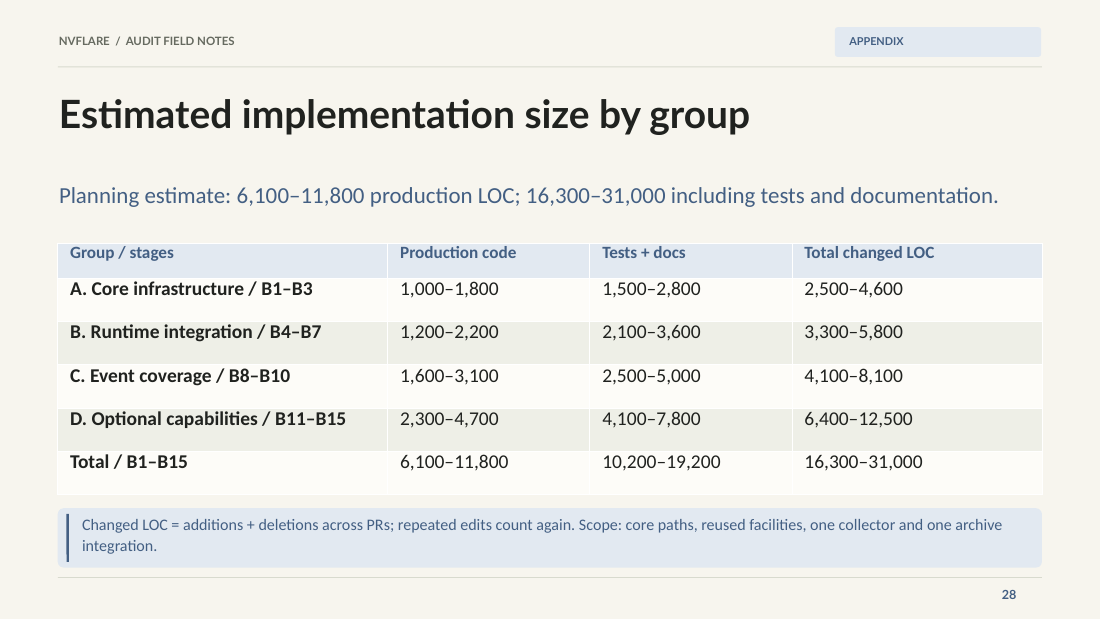 NVFLARE / AUDIT FIELD NOTES
APPENDIX
Estimated implementation size by group
Planning estimate: 6,100–11,800 production LOC; 16,300–31,000 including tests and documentation.
Group / stages Production code Tests + docs Total changed LOC
A. Core infrastructure / B1–B3 1,000–1,800 1,500–2,800 2,500–4,600
B. Runtime integration / B4–B7 1,200–2,200 2,100–3,600 3,300–5,800
C. Event coverage / B8–B10 1,600–3,100 2,500–5,000 4,100–8,100
D. Optional capabilities / B11–B15 2,300–4,700 4,100–7,800 6,400–12,500
Total / B1–B15 6,100–11,800 10,200–19,200 16,300–31,000
Changed LOC = additions + deletions across PRs; repeated edits count again. Scope: core paths, reused facilities, one collector and one archive
integration.
28